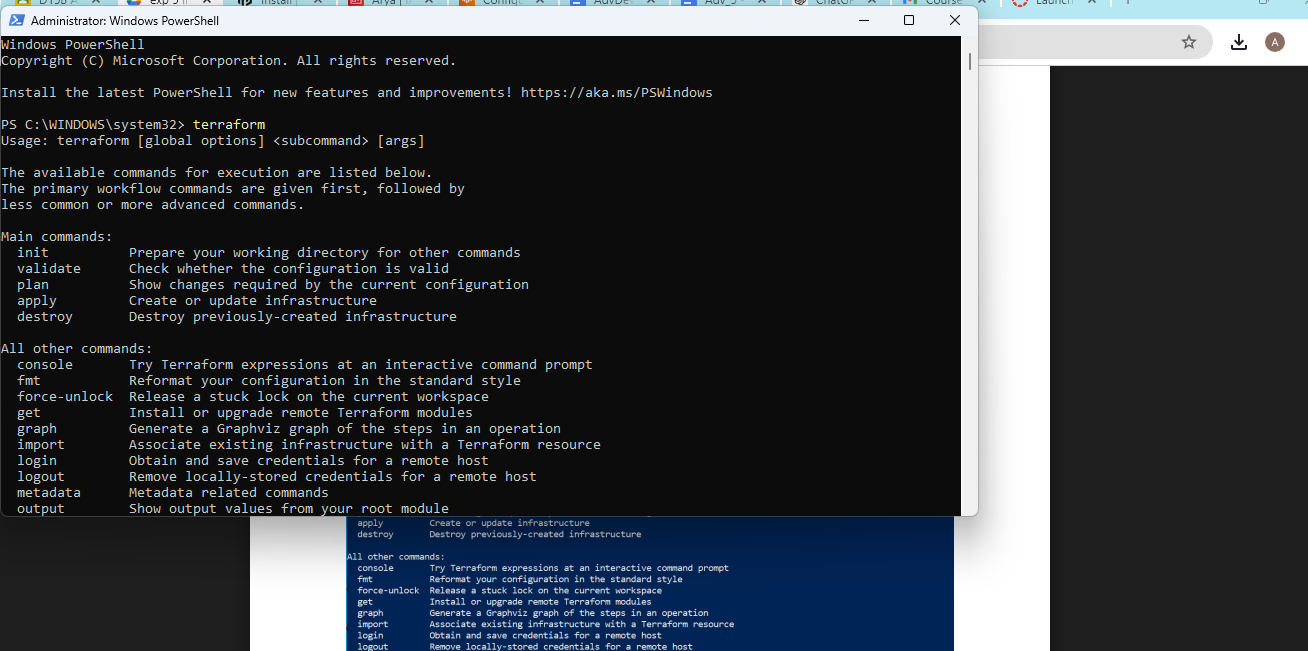 Administrator: Windows PowerShell
Windows PowerShell
Copyright (C) Microsoft Corporation. All rights reserved.
Install the latest PowerShell for new features and improvements! https://aka.ms/PSWindows
PS C:\WINDOWS\system32> terraform
Usage: terraform [global options] <subcommand> [args]
The available commands for execution are listed below.
The primary workflow commands are given first, followed by
less common or more advanced commands.
Main commands:
init Prepare your working directory for other commands
validate Check whether the configuration is valid
plan Show changes required by the current configuration
apply Create or update infrastructure
destroy Destroy previously-created infrastructure
All other commands:
console Try Terraform expressions at an interactive command prompt
fmt Reformat your configuration in the standard style
force-unlock Release a stuck lock on the current workspace
get Install or upgrade remote Terraform modules
graph Generate a Graphviz graph of the steps in an operation
import Associate existing infrastructure with a Terraform resource
login Obtain and save credentials for a remote host
logout Remove locally-stored credentials for a remote host
metadata Metadata related commands
output Show output values from your root module
A
apply Create or update infrastructure
destroy Destroy previously-created infrastructure
All other commands:
console Try Terraform expressions at an interactive command prompt
fmt Reformat your configuration in the standard style
force-unlock Release a stuck lock on the current workspace
get Install or upgrade remote Terraform modules
graph Generate a Graphviz graph of the steps in an operation
import Associate existing infrastructure with a Terraform resource
login Obtain and save credentials for a remote host
logout Remove locally-stored credentials for a remote host